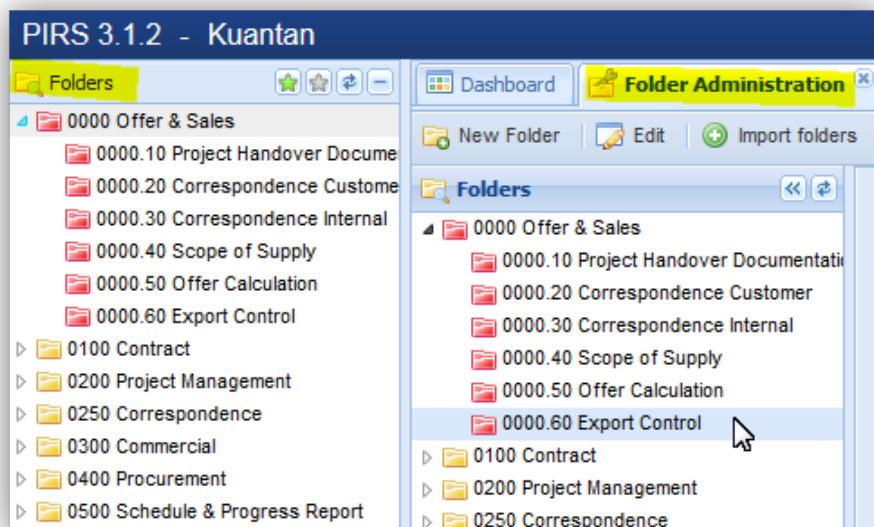 PIRS 3.1.2 - Kuantan
Folders
0000 Offer & Sales
0000.10 Project Handover Docume
0000.20 Correspondence Custome
0000.30 Correspondence Internal
0000.40 Scope of Supply
0000.50 Offer Calculation
0000.60 Export Control
0100 Contract
0200 Project Management
0250 Correspondence
0300 Commercial
0400 Procurement
0500 Schedule & Progress Report
Dashboard Folder Administration
New Folder Edit Import folders
Folders
0000 Offer & Sales
0000.10 Project Handover Documentatio
0000.20 Correspondence Customer
0000.30 Correspondence Internal
0000.40 Scope of Supply
0000.50 Offer Calculation
0000.60 Export Control
0100 Contract
0200 Project Management
0250 Correspondence